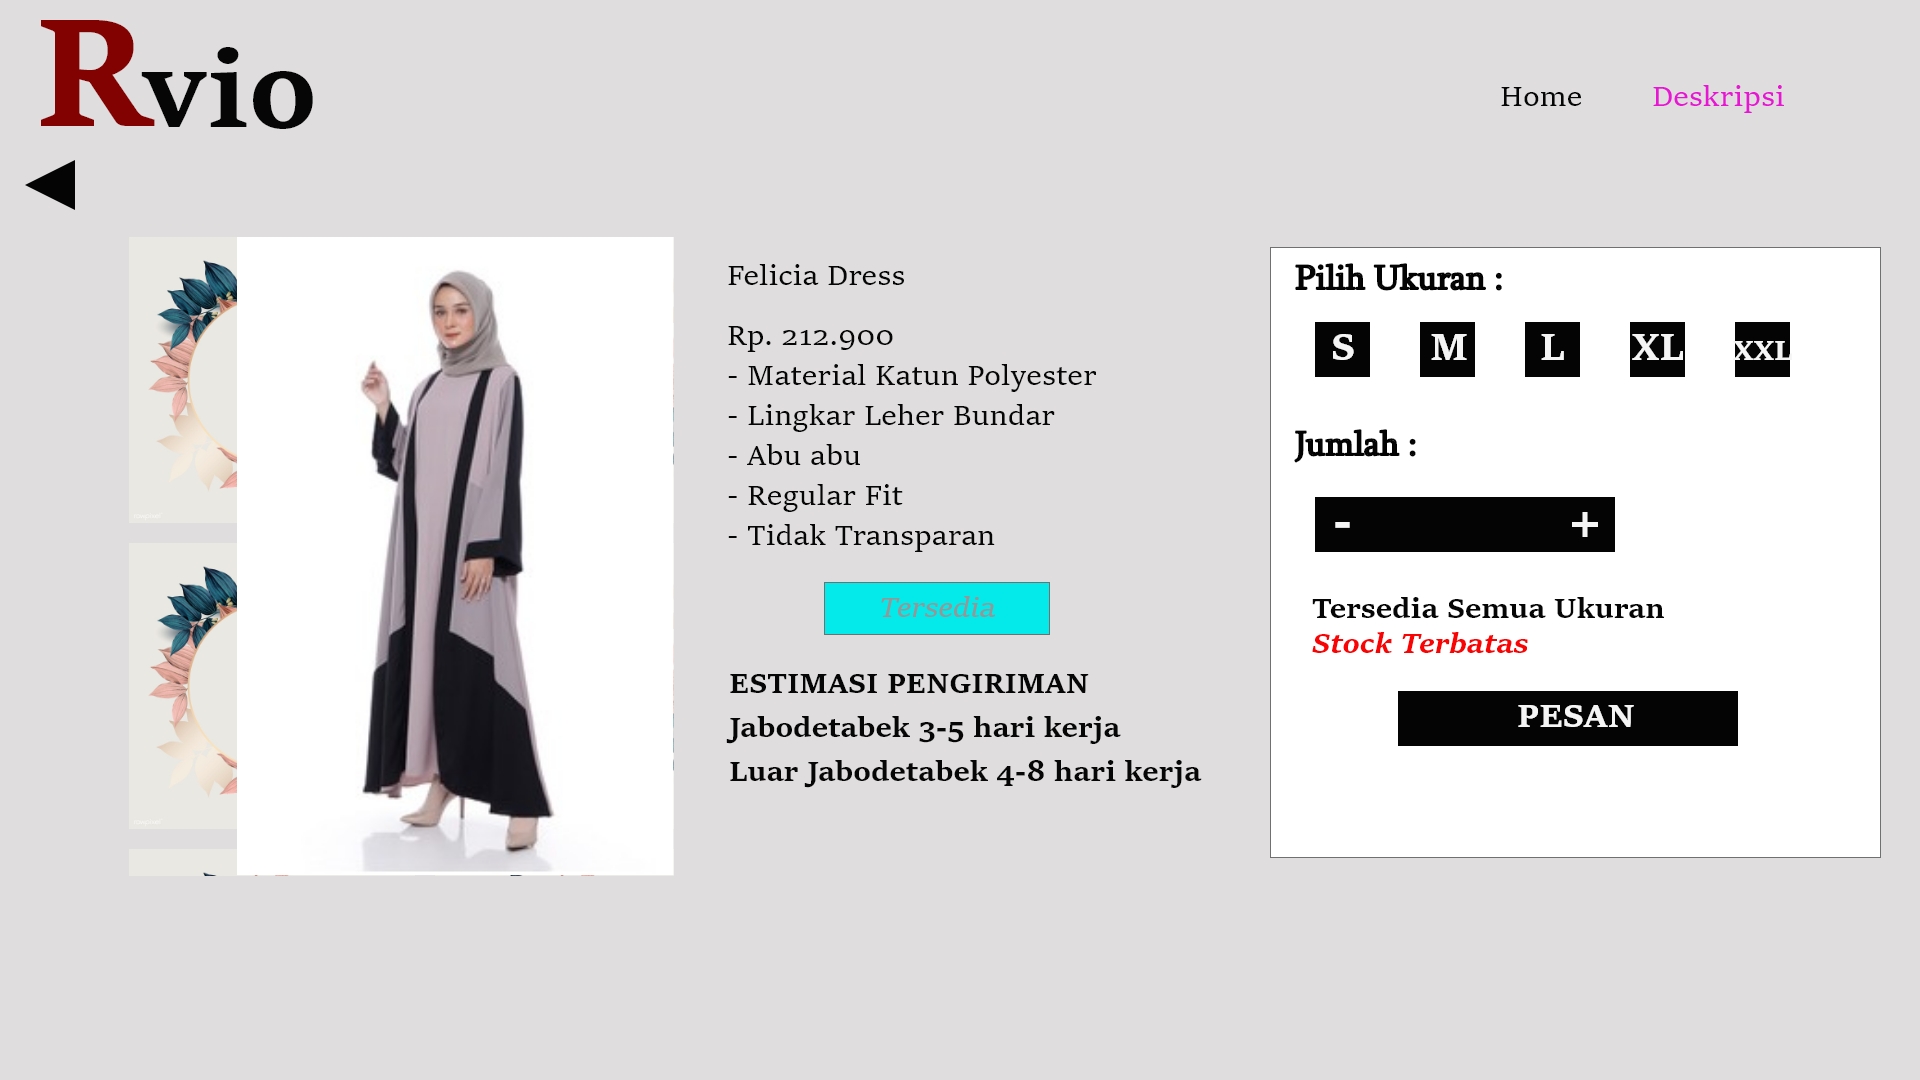 Rvio
Home
Deskripsi
Felicia Dress
Rp. 212.900
- Material Katun Polyester
- Lingkar Leher Bundar
- Abu abu
- Regular Fit
- Tidak Transparan
Tersedia
ESTIMASI PENGIRIMAN
Jabodetabek 3-5 hari kerja
Luar Jabodetabek 4-8 hari kerja
Pilih Ukuran :
S M L XL XXL
Jumlah :
- +
Tersedia Semua Ukuran
Stock Terbatas
PESAN